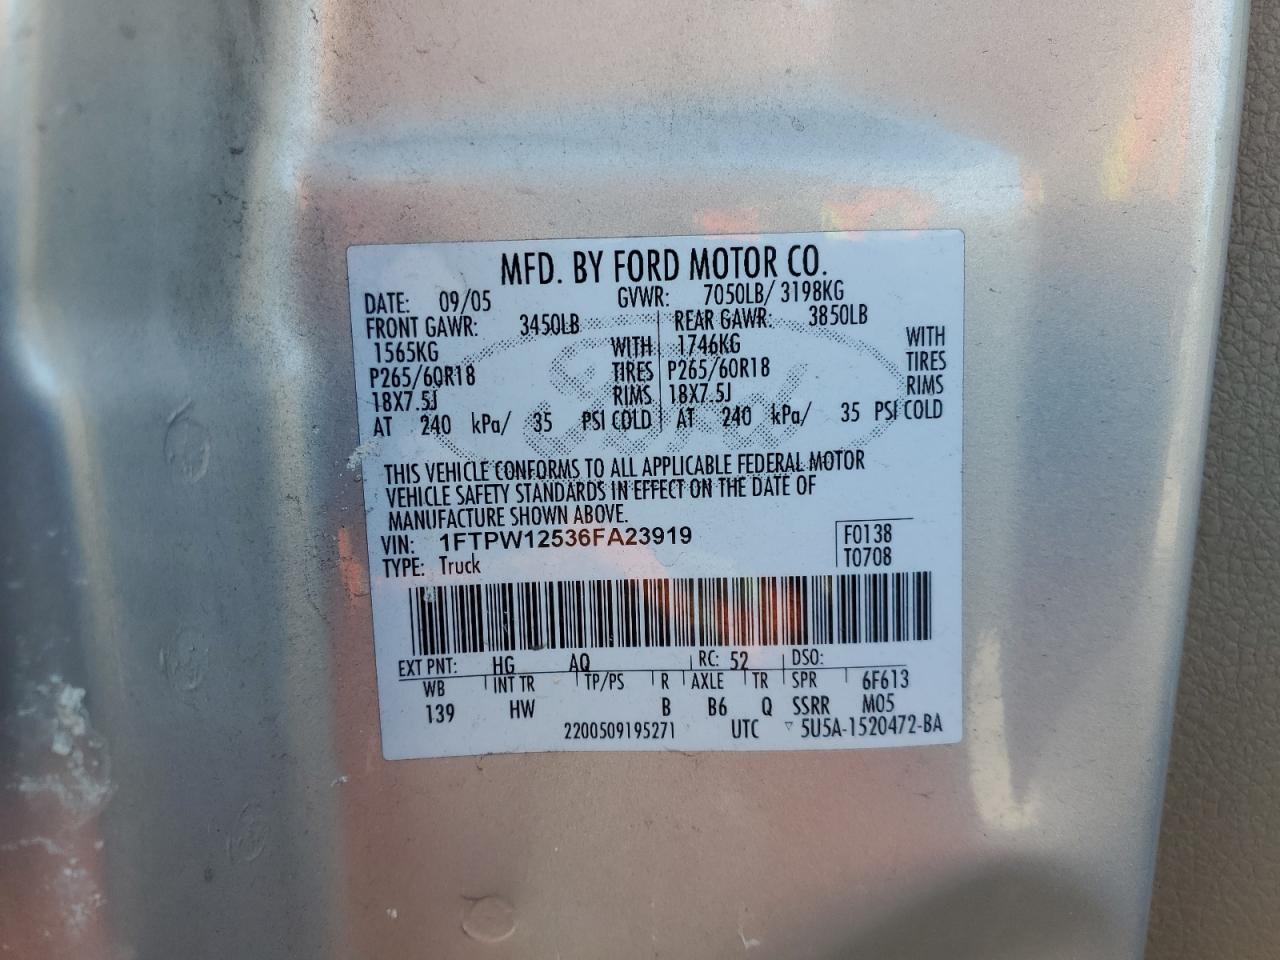 MFD. BY FORD MOTOR CO.
DATE: 09/05 GVWR: 7050LB/ 3198KG
FRONT GAWR: 3450LB REAR GAWR: 3850LB
1565KG WITH 1746KG WITH
P265/60R18 TIRES P265/60R18 TIRES
18X7.5J RIMS 18X7.5J RIMS
AT 240 kPa/ 35 PSI COLD AT 240 kPa/ 35 PSI COLD
THIS VEHICLE CONFORMS TO ALL APPLICABLE FEDERAL MOTOR
VEHICLE SAFETY STANDARDS IN EFFECT ON THE DATE OF
MANUFACTURE SHOWN ABOVE.
VIN: 1FTPW12536FA23919 F0138
TYPE: Truck T0708
EXT PNT: HG AQ RC: 52 DSO:
WB INT TR TP/PS R AXLE TR SPR 6F613
139 HW B B6 Q SSRR M05
2200509195271 UTC ▽ 5U5A-1520472-BA
Ford